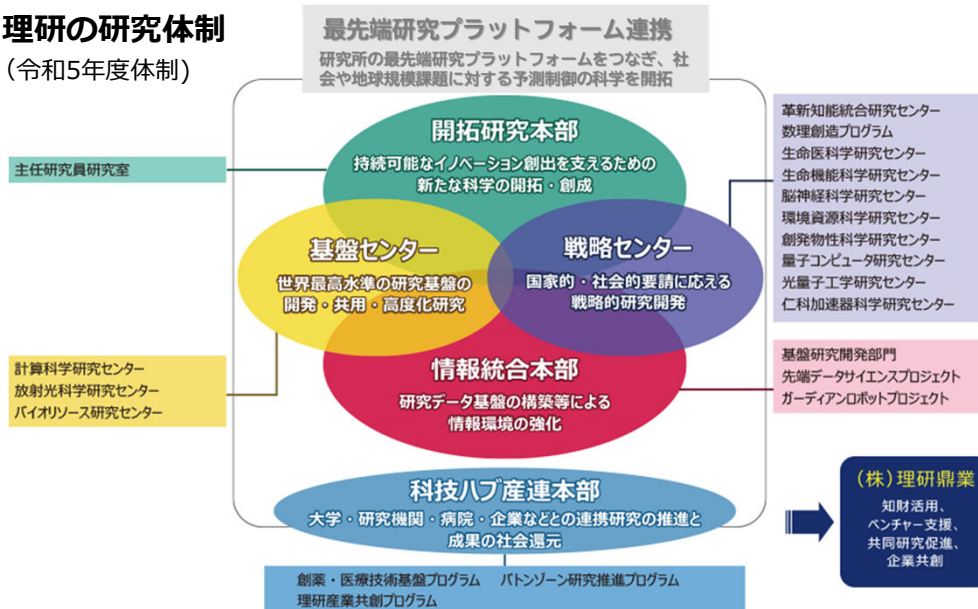 理研の研究体制
(令和5年度体制)
最先端研究プラットフォーム連携
研究所の最先端研究プラットフォームをつなぎ、社
会や地球規模課題に対する予測制御の科学を開拓
開拓研究本部
持続可能なイノベーション創出を支えるための
新たな科学の開拓・創成
主任研究員研究室
基盤センター
世界最高水準の研究基盤の
開発・共用・高度化研究
戦略センター
国家的・社会的要請に応える
戦略的研究開発
革新知能統合研究センター
数理創造プログラム
生命医科学研究センター
生命機能科学研究センター
脳神経科学研究センター
環境資源科学研究センター
創発物性科学研究センター
量子コンピュータ研究センター
光量子工学研究センター
仁科加速器科学研究センター
計算科学研究センター
放射光科学研究センター
バイオリソース研究センター
情報統合本部
研究データ基盤の構築等による
情報環境の強化
基盤研究開発部門
先端データサイエンスプロジェクト
ガーディアンロボットプロジェクト
科技ハブ産連本部
大学・研究機関・病院・企業などとの連携研究の推進と
成果の社会還元
創薬・医療技術基盤プログラム バトンゾーン研究推進プログラム
理研産業共創プログラム
(株)理研鼎業
知財活用、
ベンチャー支援、
共同研究促進、
企業共創